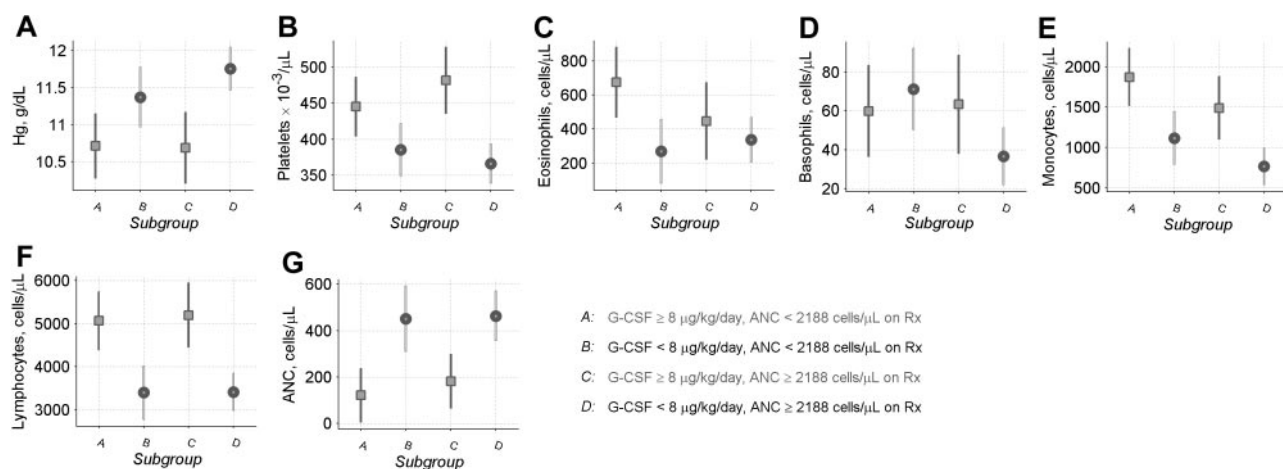 A B C D E
Hg, g/dL
12
11.5
11
10.5
A B C D
Subgroup
Platelets × 10⁻³/μL
500
450
400
350
A B C D
Subgroup
Eosinophils, cells/μL
800
600
400
200
A B C D
Subgroup
Basophils, cells/μL
80
60
40
20
A B C D
Subgroup
Monocytes, cells/μL
2000
1500
1000
500
A B C D
Subgroup
F G
Lymphocytes, cells/μL
6000
5000
4000
3000
A B C D
Subgroup
ANC, cells/μL
600
400
200
0
A B C D
Subgroup
A: G-CSF ≥ 8 μg/kg/day, ANC < 2188 cells/μL on Rx
B: G-CSF < 8 μg/kg/day, ANC < 2188 cells/μL on Rx
C: G-CSF ≥ 8 μg/kg/day, ANC ≥ 2188 cells/μL on Rx
D: G-CSF < 8 μg/kg/day, ANC ≥ 2188 cells/μL on Rx